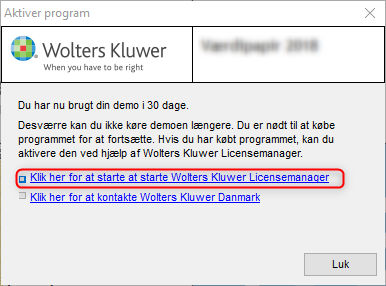 Aktiver program
Wolters Kluwer
When you have to be right
Du har nu brugt din demo i 30 dage.
Desværre kan du ikke køre demoen længere. Du er nødt til at købe
programmet for at fortsætte. Hvis du har købt programmet, kan du
aktivere den ved hjælp af Wolters Kluwer Licensemanager.
Klik her for at starte at starte Wolters Kluwer Licensemanager
Klik her for at kontakte Wolters Kluwer Danmark
Luk